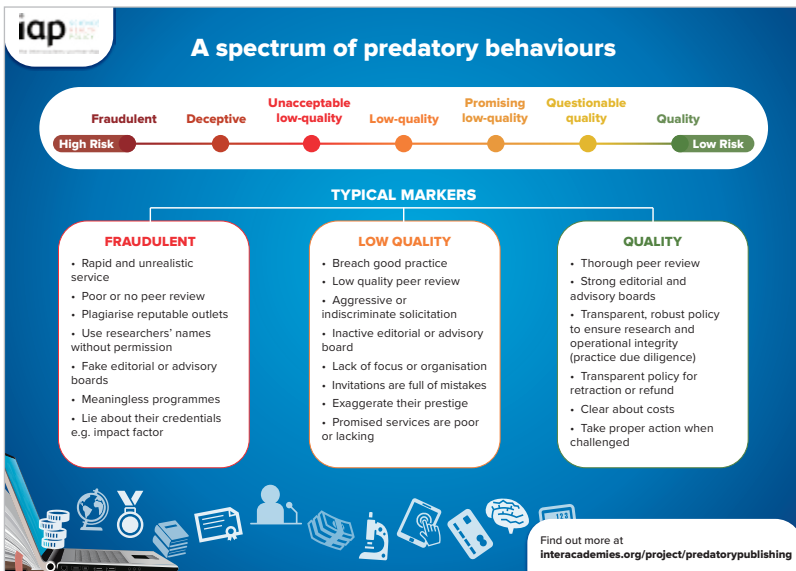 iap
SCIENCE
HEALTH
POLICY
the interacademy partnership
A spectrum of predatory behaviours
Fraudulent
Deceptive
Unacceptable
low-quality
Low-quality
Promising
low-quality
Questionable
quality
Quality
High Risk
Low Risk
TYPICAL MARKERS
FRAUDULENT
• Rapid and unrealistic
service
• Poor or no peer review
• Plagiarise reputable outlets
• Use researchers' names
without permission
• Fake editorial or advisory
boards
• Meaningless programmes
• Lie about their credentials
e.g. impact factor
LOW QUALITY
• Breach good practice
• Low quality peer review
• Aggressive or
indiscriminate solicitation
• Inactive editorial or advisory
board
• Lack of focus or organisation
• Invitations are full of mistakes
• Exaggerate their prestige
• Promised services are poor
or lacking
QUALITY
• Thorough peer review
• Strong editorial and
advisory boards
• Transparent, robust policy
to ensure research and
operational integrity
(practice due diligence)
• Transparent policy for
retraction or refund
• Clear about costs
• Take proper action when
challenged
123
Find out more at
interacademies.org/project/predatorypublishing